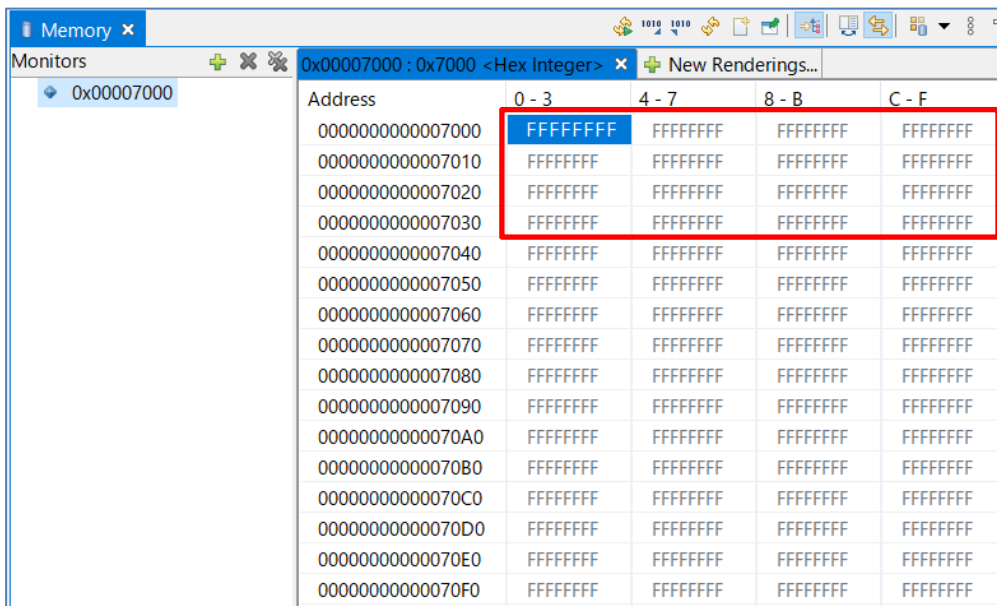 Memory
Monitors
0x00007000
0x00007000 : 0x7000 <Hex Integer>
New Renderings...
Address 0 - 3 4 - 7 8 - B C - F
0000000000007000 FFFFFFFF FFFFFFFF FFFFFFFF FFFFFFFF
0000000000007010 FFFFFFFF FFFFFFFF FFFFFFFF FFFFFFFF
0000000000007020 FFFFFFFF FFFFFFFF FFFFFFFF FFFFFFFF
0000000000007030 FFFFFFFF FFFFFFFF FFFFFFFF FFFFFFFF
0000000000007040 FFFFFFFF FFFFFFFF FFFFFFFF FFFFFFFF
0000000000007050 FFFFFFFF FFFFFFFF FFFFFFFF FFFFFFFF
0000000000007060 FFFFFFFF FFFFFFFF FFFFFFFF FFFFFFFF
0000000000007070 FFFFFFFF FFFFFFFF FFFFFFFF FFFFFFFF
0000000000007080 FFFFFFFF FFFFFFFF FFFFFFFF FFFFFFFF
0000000000007090 FFFFFFFF FFFFFFFF FFFFFFFF FFFFFFFF
00000000000070A0 FFFFFFFF FFFFFFFF FFFFFFFF FFFFFFFF
00000000000070B0 FFFFFFFF FFFFFFFF FFFFFFFF FFFFFFFF
00000000000070C0 FFFFFFFF FFFFFFFF FFFFFFFF FFFFFFFF
00000000000070D0 FFFFFFFF FFFFFFFF FFFFFFFF FFFFFFFF
00000000000070E0 FFFFFFFF FFFFFFFF FFFFFFFF FFFFFFFF
00000000000070F0 FFFFFFFF FFFFFFFF FFFFFFFF FFFFFFFF